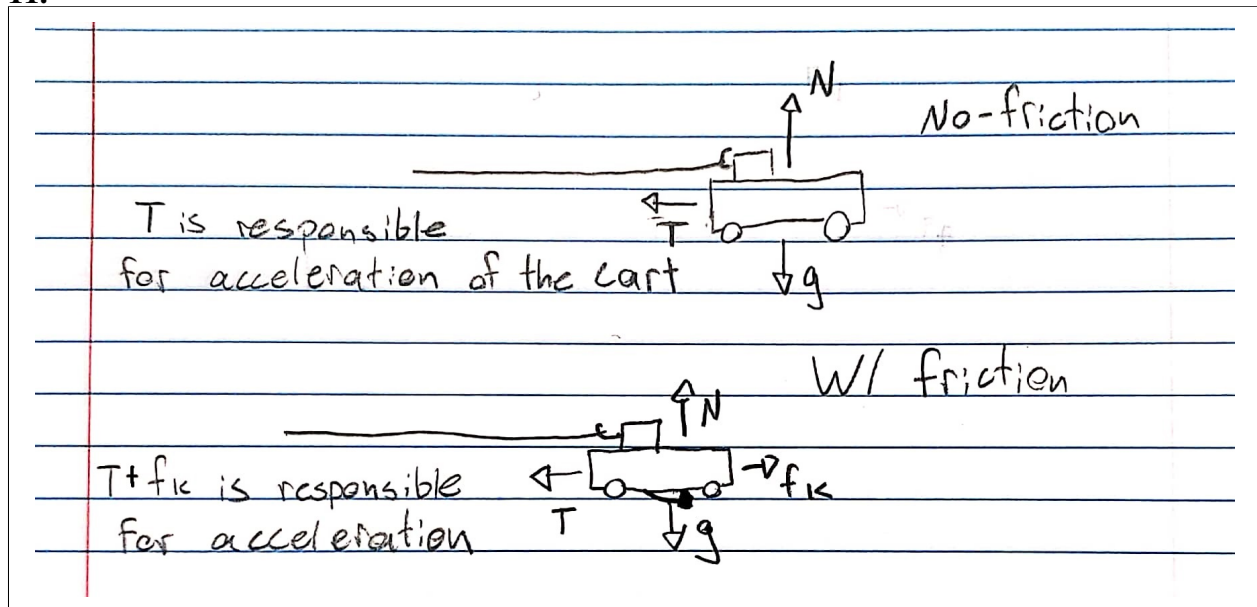 11.
N
No-friction
T is responsible
T
for acceleration of the cart
g
W/ friction
N
T+fk is responsible
fk
T
for acceleration
g